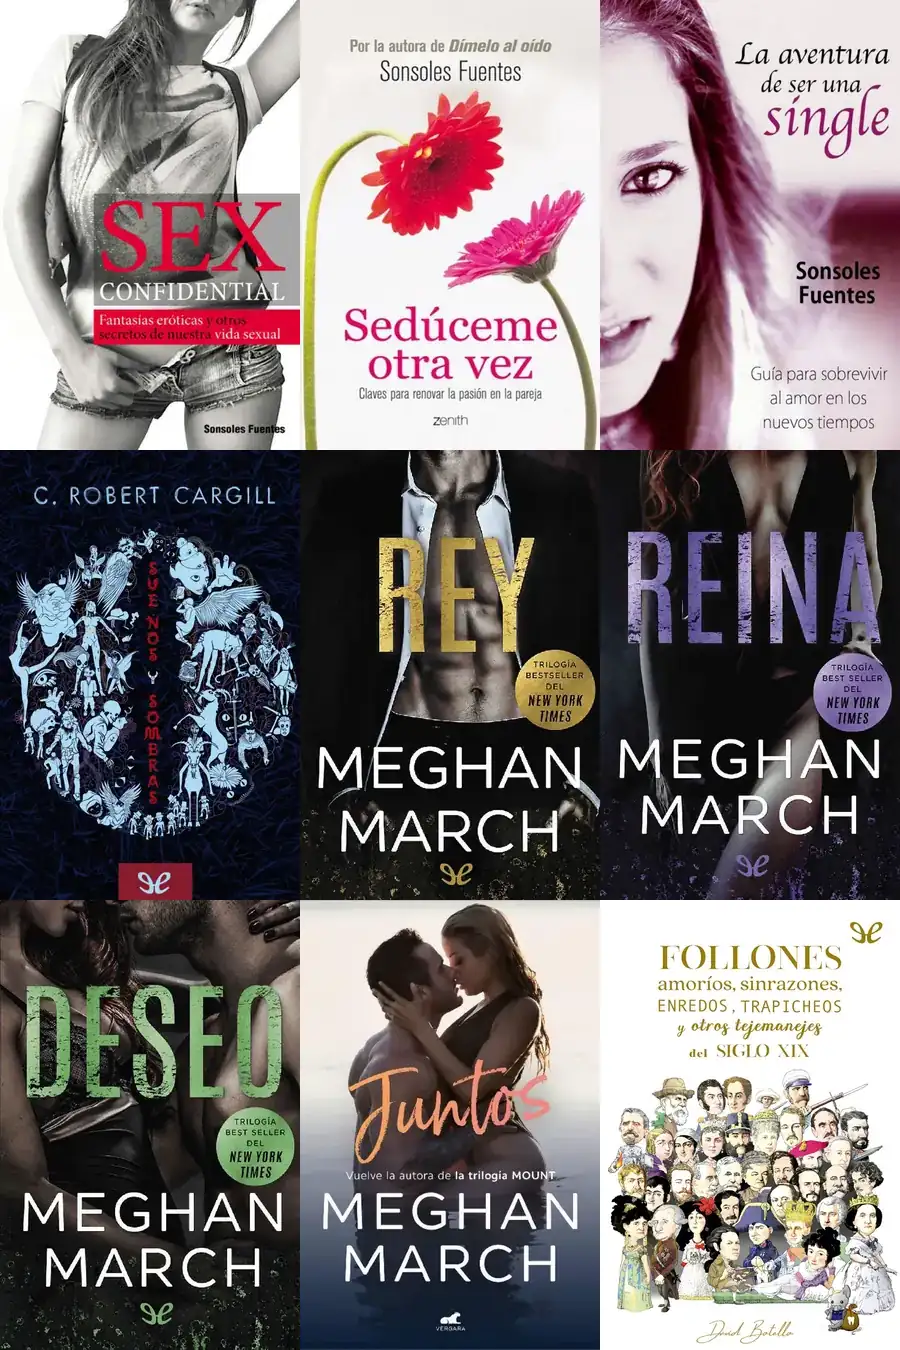 SEX
CONFIDENTIAL
Fantasías eróticas y otros
secretos de nuestra vida sexual
Sonsoles Fuentes
Por la autora de Dímelo al oído
Sonsoles Fuentes
Sedúceme
otra vez
Claves para renovar la pasión en la pareja
zenith
La aventura
de ser una
single
Sonsoles
Fuentes
Guía para sobrevivir
al amor en los
nuevos tiempos
C. ROBERT CARGILL
SUEÑOS Y SOMBRAS
REY
TRILOGÍA
BESTSELLER
DEL
NEW YORK
TIMES
MEGHAN
MARCH
REINA
TRILOGÍA
BEST SELLER
DEL
NEW YORK
TIMES
MEGHAN
MARCH
DESEO
TRILOGÍA
BEST SELLER
DEL
NEW YORK
TIMES
MEGHAN
MARCH
Juntos
Vuelve la autora de la trilogía MOUNT
MEGHAN
MARCH
VERGARA
FOLLONES
amoríos, sinrazones,
ENREDOS, TRAPICHEOS
y otros tejemanejes
del SIGLO XIX
David Botello